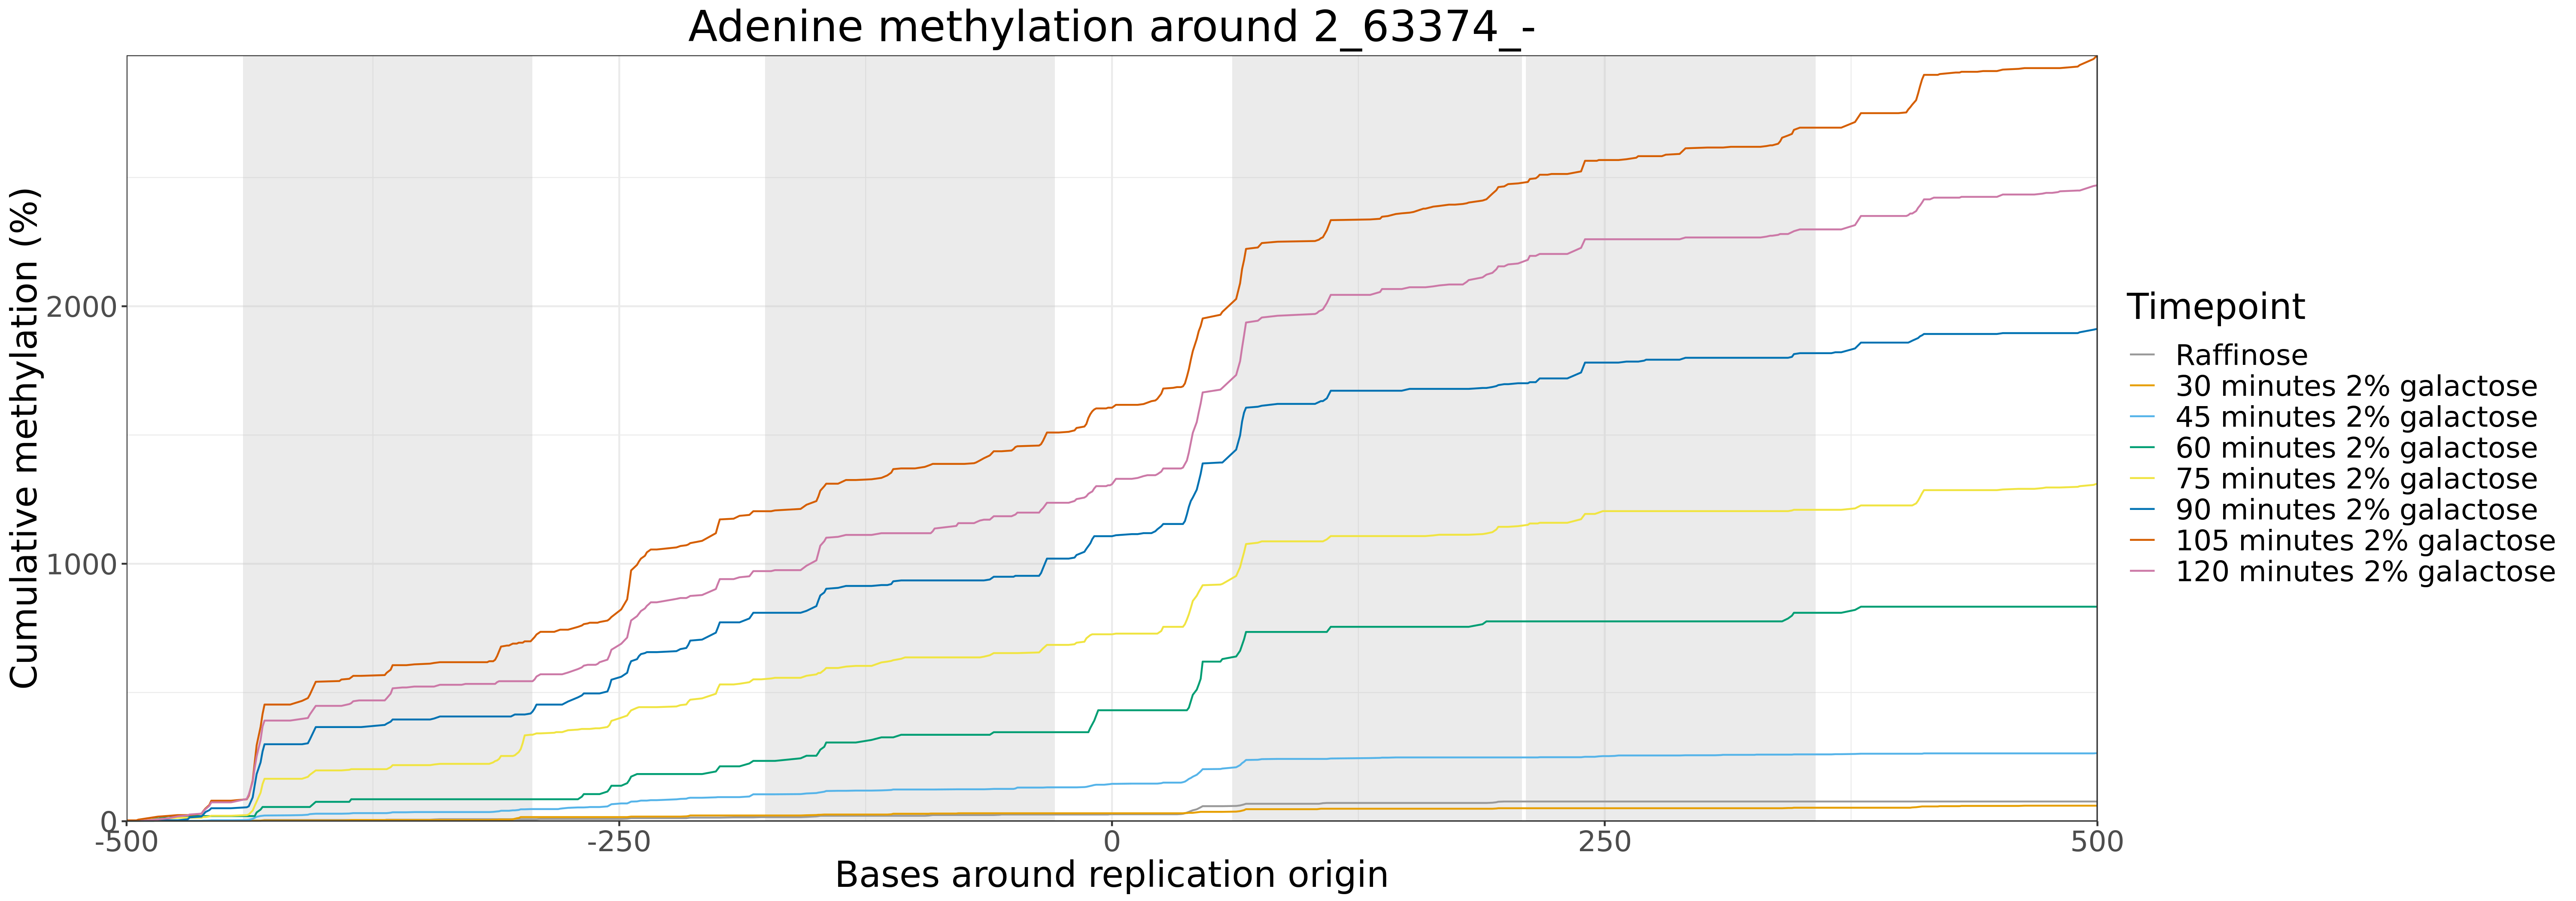 Adenine methylation around 2_63374_-
Cumulative methylation (%)
2000
1000
0
-500
-250
0
250
500
Bases around replication origin
Timepoint
Raffinose
30 minutes 2% galactose
45 minutes 2% galactose
60 minutes 2% galactose
75 minutes 2% galactose
90 minutes 2% galactose
105 minutes 2% galactose
120 minutes 2% galactose